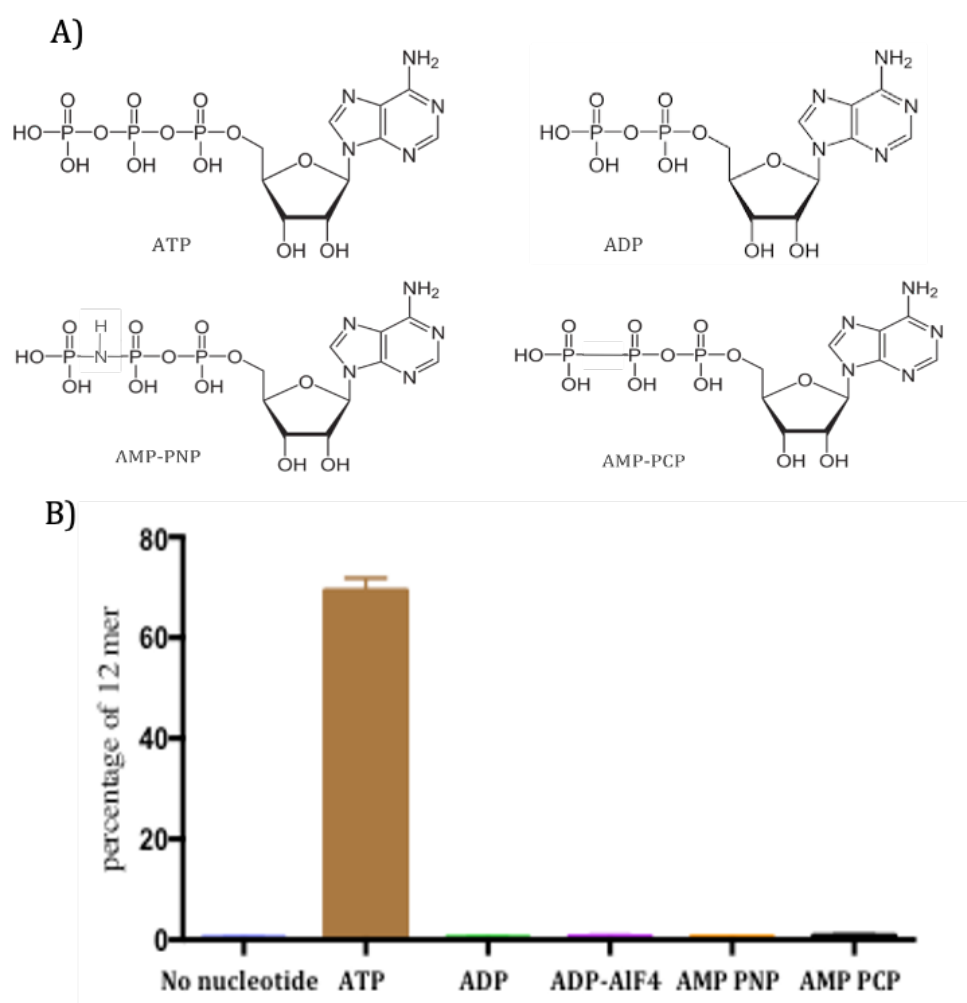 A)
NH₂ NH₂
O O O N N O O N N
HO P O P O P O N N HO P O P O N N
OH OH OH O OH OH O
OH OH OH OH
ATP ADP
NH₂ NH₂
H
O O O N N O O O N N
HO P N P O P O N N HO P P O P O N N
OH OH OH O OH OH OH O
OH OH OH OH
AMP-PNP AMP-PCP
B)
80
60
40
20
0
percentage of 12 mer
No nucleotide ATP ADP ADP-AlF4 AMP PNP AMP PCP